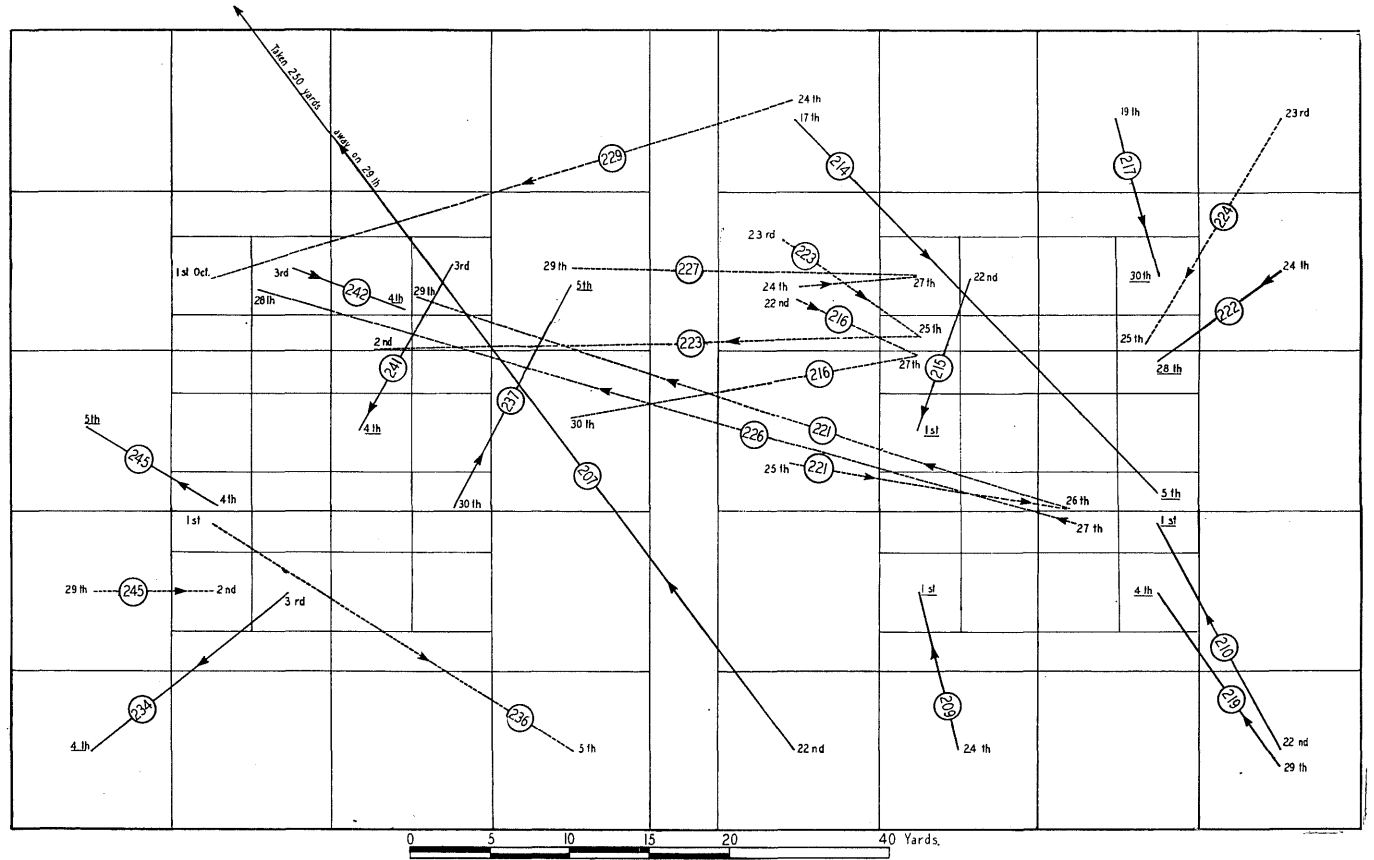 Taken 250 yards away on 29th
24th
17th
19th
23rd
229
214
217
224
23rd
1st Oct.
3rd
3rd
29th
227
223
24th
27th
22nd
30th
24th
28th
242
4th
29th
5th
22nd
216
25th
222
2nd
223
27th
215
25th
28th
241
216
237
30th
4th
1st
5th
221
226
245
221
25th
207
4th
30th
26th
5th
1st
27th
1st
29th
245
2nd
3rd
1st
4th
210
234
236
209
219
4th
5th
22nd
24th
22nd
29th
0 5 10 15 20 40 Yards.